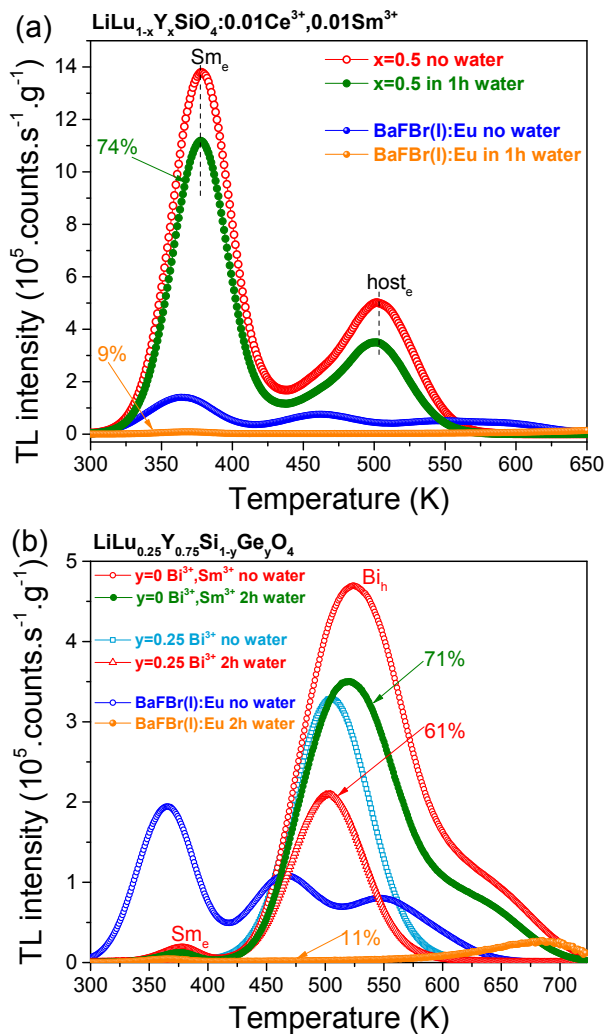 (a)
LiLu₁₋ₓYₓSiO₄:0.01Ce³⁺,0.01Sm³⁺
TL intensity (10⁵.counts.s⁻¹.g⁻¹)
14
12
10
8
6
4
2
0
Smₑ
x=0.5 no water
x=0.5 in 1h water
BaFBr(I):Eu no water
BaFBr(I):Eu in 1h water
74%
hostₑ
9%
300 350 400 450 500 550 600 650
Temperature (K)
(b)
LiLu₀.₂₅Y₀.₇₅Si₁₋yGeyO₄
TL intensity (10⁵.counts.s⁻¹.g⁻¹)
5
4
3
2
1
0
y=0 Bi³⁺,Sm³⁺ no water
y=0 Bi³⁺,Sm³⁺ 2h water
y=0.25 Bi³⁺ no water
y=0.25 Bi³⁺ 2h water
BaFBr(I):Eu no water
BaFBr(I):Eu 2h water
Biₕ
71%
61%
Smₑ
11%
300 350 400 450 500 550 600 650 700
Temperature (K)